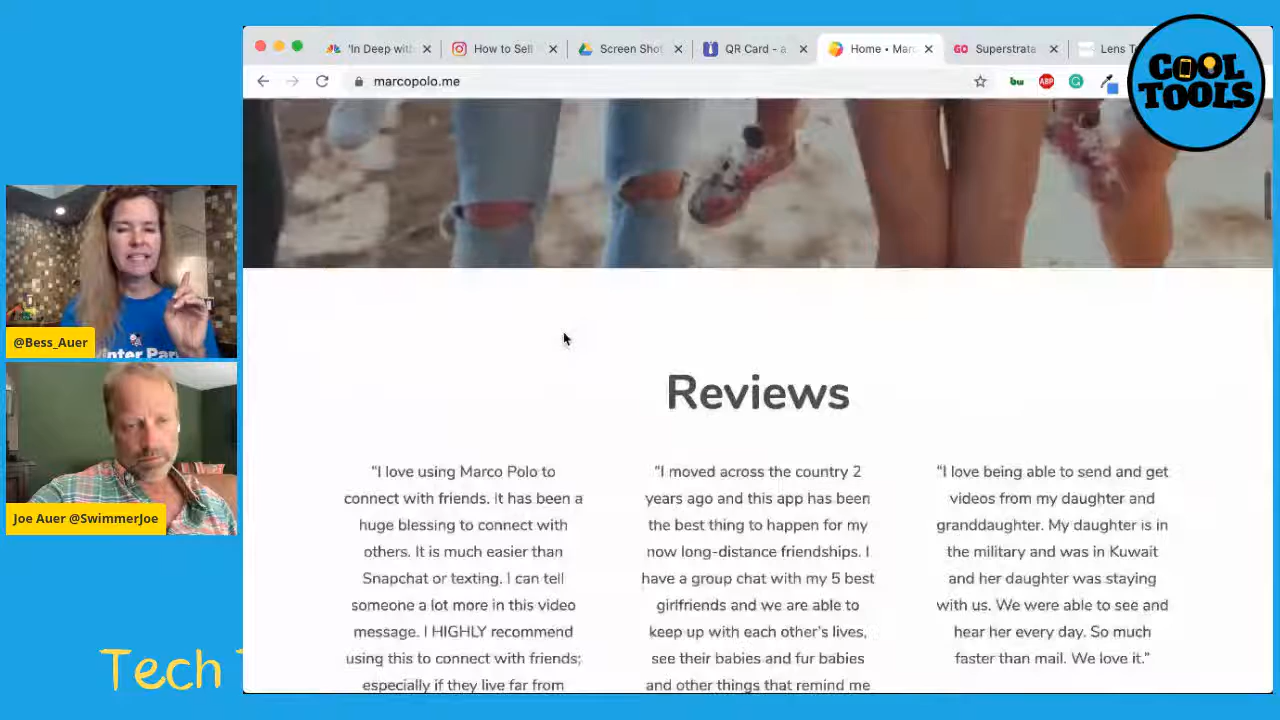 'In Deep with
How to Sell
Screen Shot
QR Card - a
Home • Marc
GO Superstrata
Lens T
COOL
TOOLS
marcopolo.me
bw
ABP
@Bess_Auer
Joe Auer @SwimmerJoe
Tech
Reviews
“I love using Marco Polo to
connect with friends. It has been a
huge blessing to connect with
others. It is much easier than
Snapchat or texting. I can tell
someone a lot more in this video
message. I HIGHLY recommend
using this to connect with friends;
especially if they live far from
“I moved across the country 2
years ago and this app has been
the best thing to happen for my
now long-distance friendships. I
have a group chat with my 5 best
girlfriends and we are able to
keep up with each other's lives,
see their babies and fur babies
and other things that remind me
“I love being able to send and get
videos from my daughter and
granddaughter. My daughter is in
the military and was in Kuwait
and her daughter was staying
with us. We were able to see and
hear her every day. So much
faster than mail. We love it.”